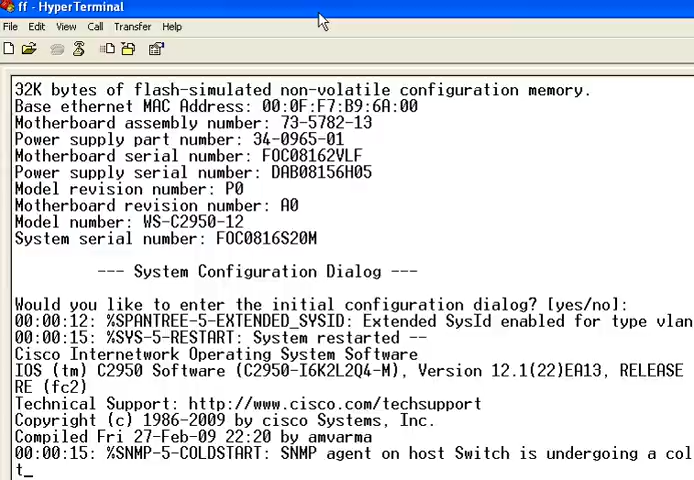 ff - HyperTerminal
File Edit View Call Transfer Help
32K bytes of flash-simulated non-volatile configuration memory.
Base ethernet MAC Address: 00:0F:F7:B9:6A:00
Motherboard assembly number: 73-5782-13
Power supply part number: 34-0965-01
Motherboard serial number: FOC08162VLF
Power supply serial number: DAB08156H05
Model revision number: P0
Motherboard revision number: A0
Model number: WS-C2950-12
System serial number: FOC0816S20M
--- System Configuration Dialog ---
Would you like to enter the initial configuration dialog? [yes/no]:
00:00:12: %SPANTREE-5-EXTENDED_SYSID: Extended SysId enabled for type vlan
00:00:15: %SYS-5-RESTART: System restarted --
Cisco Internetwork Operating System Software
IOS (tm) C2950 Software (C2950-I6K2L2Q4-M), Version 12.1(22)EA13, RELEASE
RE (fc2)
Technical Support: http://www.cisco.com/techsupport
Copyright (c) 1986-2009 by cisco Systems, Inc.
Compiled Fri 27-Feb-09 22:20 by amvarma
00:00:15: %SNMP-5-COLDSTART: SNMP agent on host Switch is undergoing a col
t_